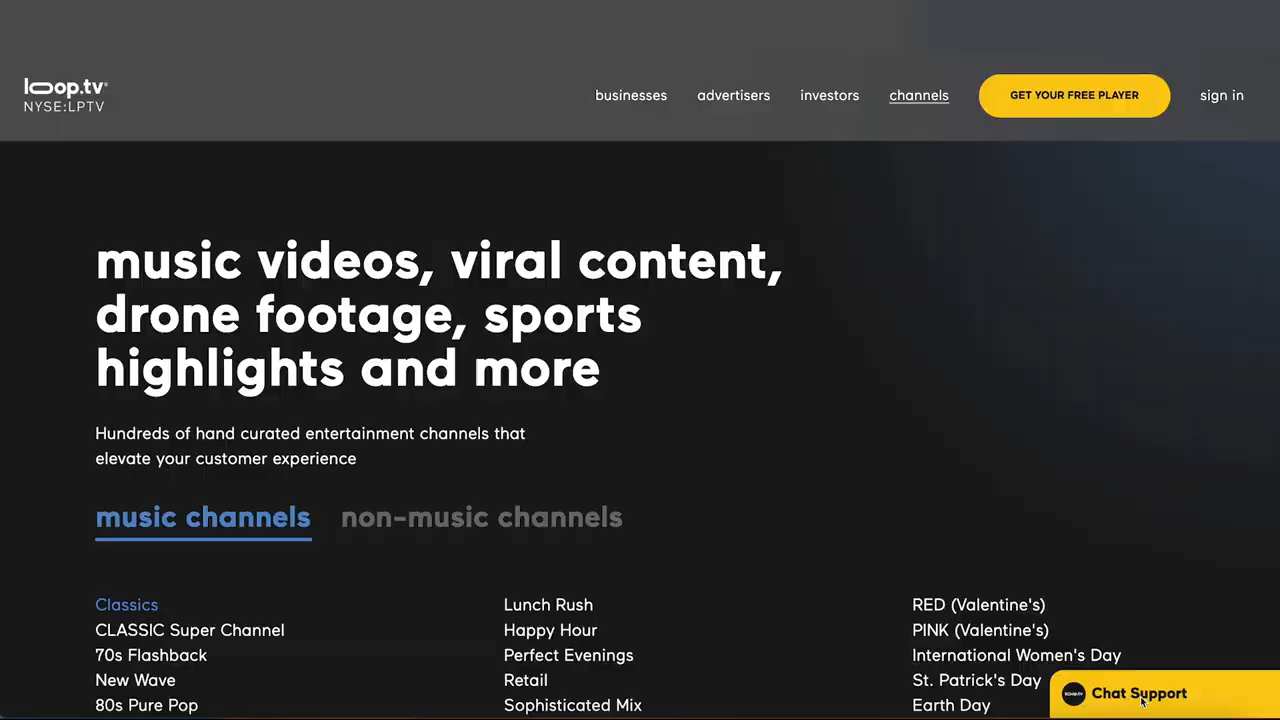 loop.tv
NYSE:LPTV
businesses
advertisers
investors
channels
GET YOUR FREE PLAYER
sign in
music videos, viral content,
drone footage, sports
highlights and more
Hundreds of hand curated entertainment channels that
elevate your customer experience
music channels
non-music channels
Classics
CLASSIC Super Channel
70s Flashback
New Wave
80s Pure Pop
Lunch Rush
Happy Hour
Perfect Evenings
Retail
Sophisticated Mix
RED (Valentine's)
PINK (Valentine's)
International Women's Day
St. Patrick's Day
Earth Day
loop.tv
Chat Support